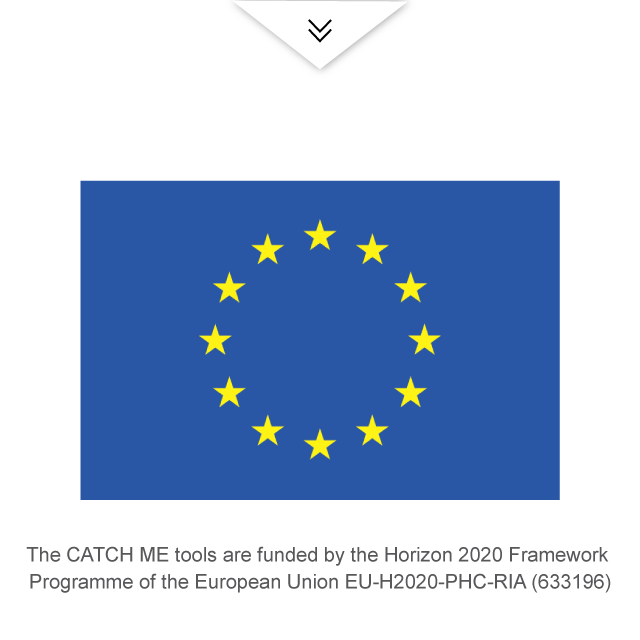 The CATCH ME tools are funded by the Horizon 2020 Framework
Programme of the European Union EU-H2020-PHC-RIA (633196)